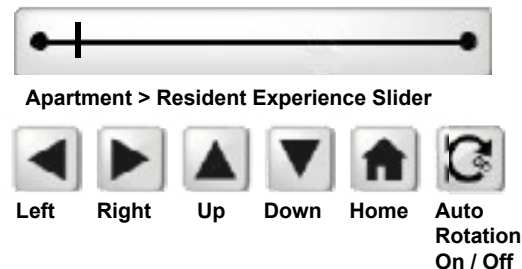 Apartment > Resident Experience Slider
Left Right Up Down Home Auto
Rotation
On / Off